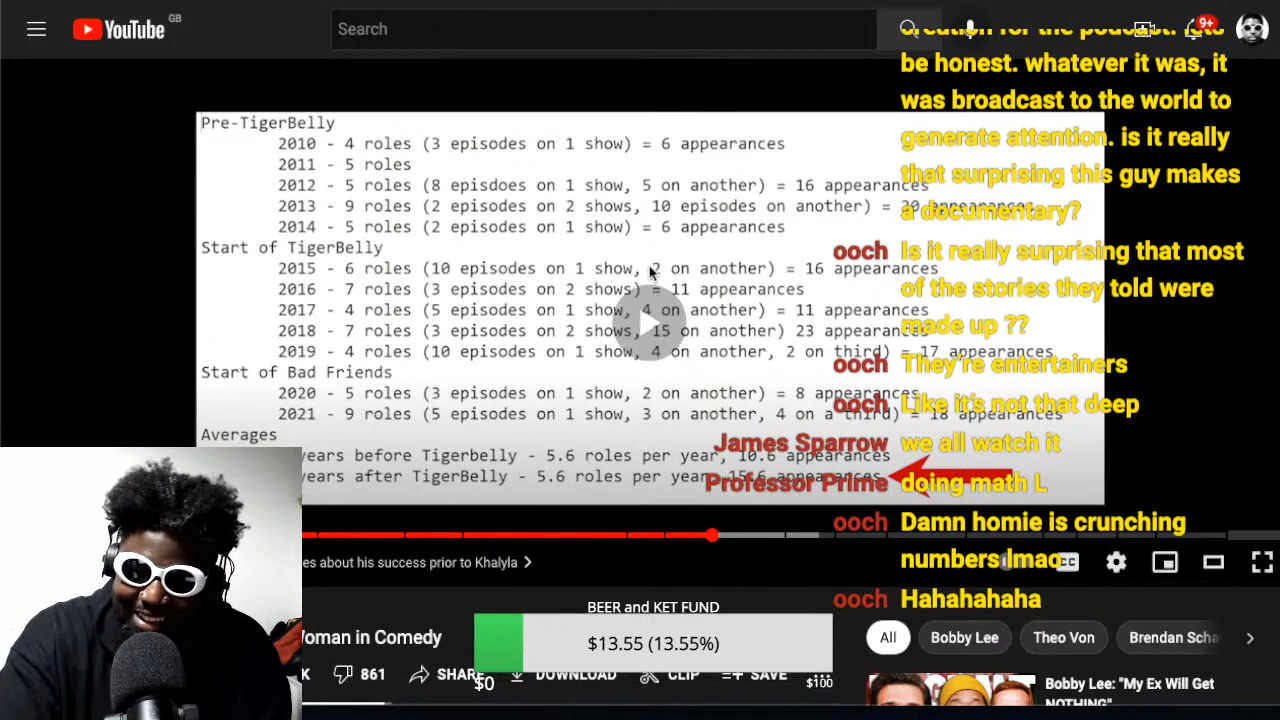 YouTube GB
Search
9+
creation for the podcast. lets
be honest. whatever it was, it
was broadcast to the world to
generate attention. is it really
that surprising this guy makes
a documentary?
ooch Is it really surprising that most
of the stories they told were
made up ??
ooch They're entertainers
ooch Like it's not that deep
James Sparrow we all watch it
Professor Prime doing math L
ooch Damn homie is crunching
numbers lmao
ooch Hahahahaha
Pre-TigerBelly
2010 - 4 roles (3 episodes on 1 show) = 6 appearances
2011 - 5 roles
2012 - 5 roles (8 episdoes on 1 show, 5 on another) = 16 appearances
2013 - 9 roles (2 episodes on 2 shows, 10 episodes on another) = 20 appearances
2014 - 5 roles (2 episodes on 1 show) = 6 appearances
Start of TigerBelly
2015 - 6 roles (10 episodes on 1 show, 2 on another) = 16 appearances
2016 - 7 roles (3 episodes on 2 shows) = 11 appearances
2017 - 4 roles (5 episodes on 1 show, 4 on another) = 11 appearances
2018 - 7 roles (3 episodes on 2 shows, 15 on another) 23 appearances
2019 - 4 roles (10 episodes on 1 show, 4 on another, 2 on third) = 17 appearances
Start of Bad Friends
2020 - 5 roles (3 episodes on 1 show, 2 on another) = 8 appearances
2021 - 9 roles (5 episodes on 1 show, 3 on another, 4 on a third) = 18 appearances
Averages
years before Tigerbelly - 5.6 roles per year, 10.6 appearances
years after TigerBelly - 5.6 roles per year, 15.6 appearances
es about his success prior to Khalyla
CC
BEER and KET FUND
$13.55 (13.55%)
$0
$100
Woman in Comedy
K 861 SHARE DOWNLOAD CLIP SAVE
All Bobby Lee Theo Von Brendan Scha
Bobby Lee: "My Ex Will Get
NOTHING"